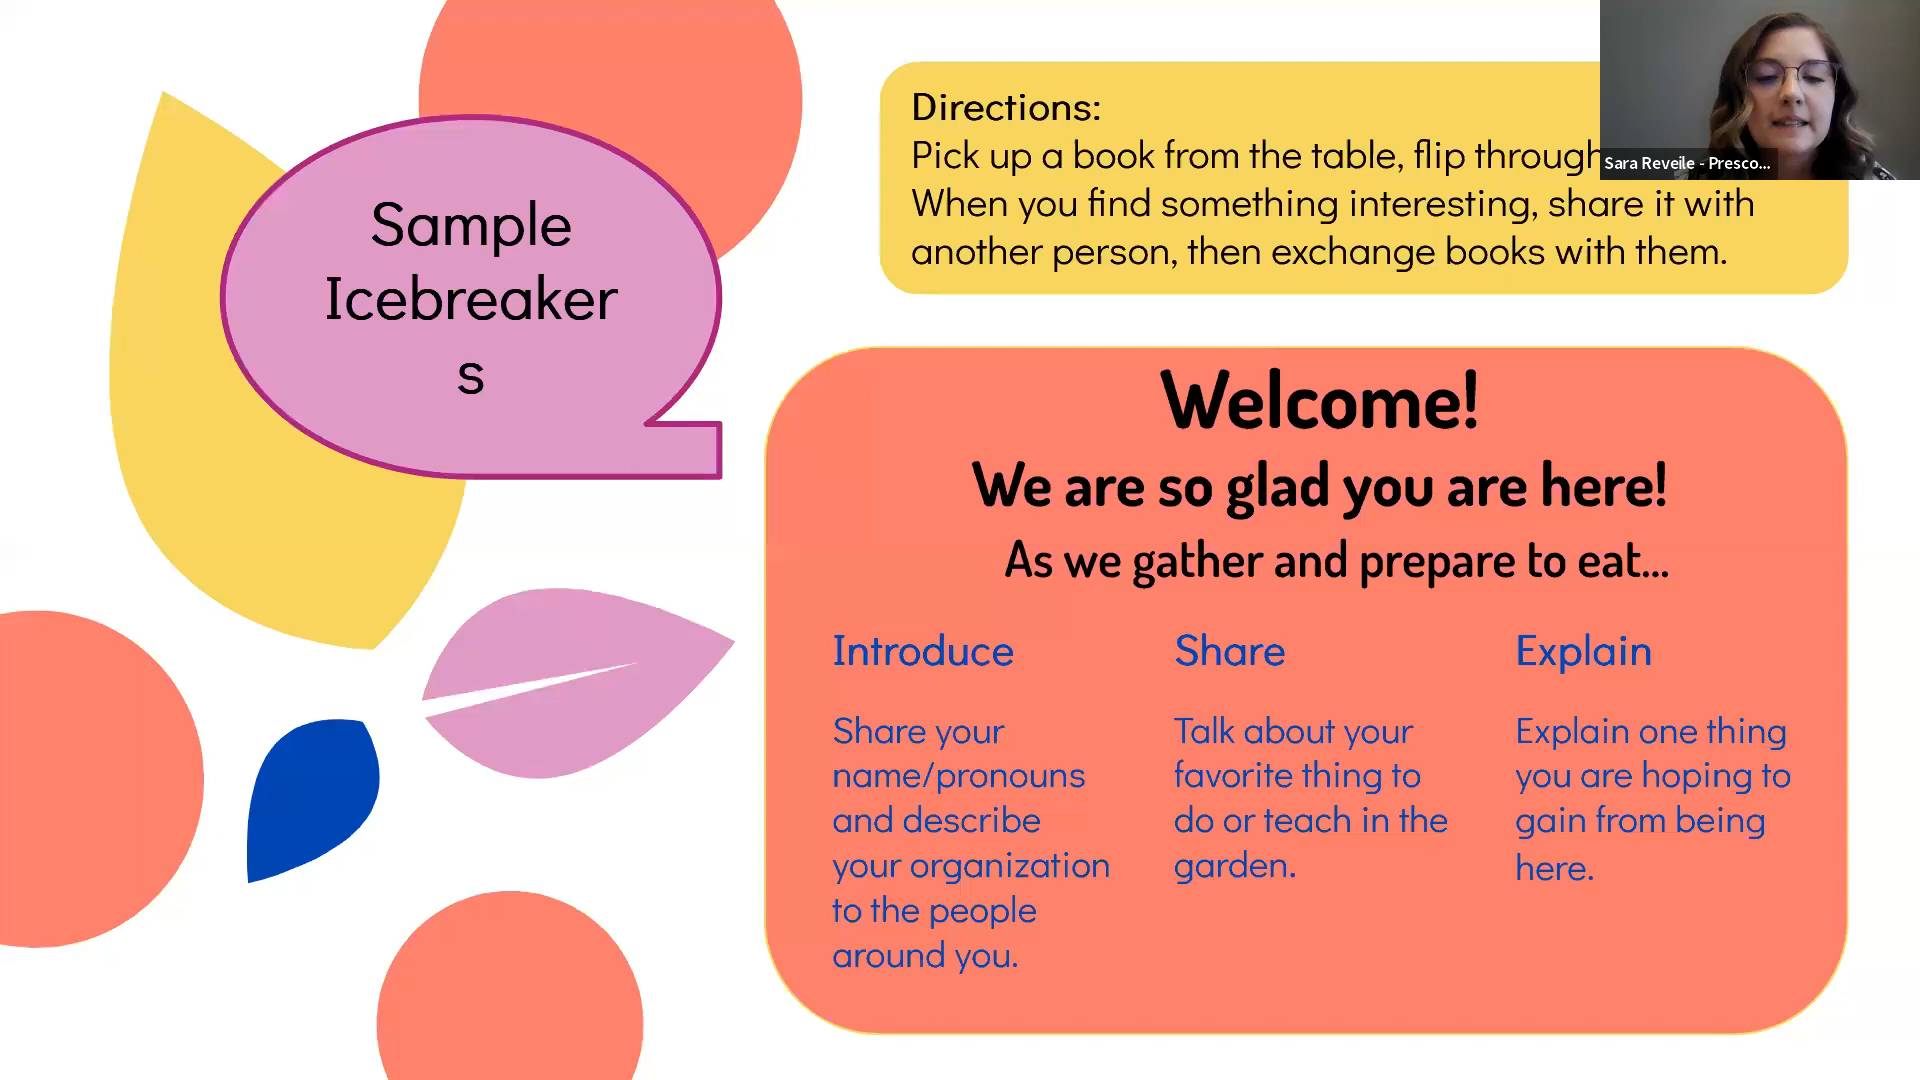 Sample
Icebreaker
s
Directions:
Pick up a book from the table, flip through
When you find something interesting, share it with
another person, then exchange books with them.
Sara Reveile - Presco...
Welcome!
We are so glad you are here!
As we gather and prepare to eat...
Introduce
Share your
name/pronouns
and describe
your organization
to the people
around you.
Share
Talk about your
favorite thing to
do or teach in the
garden.
Explain
Explain one thing
you are hoping to
gain from being
here.